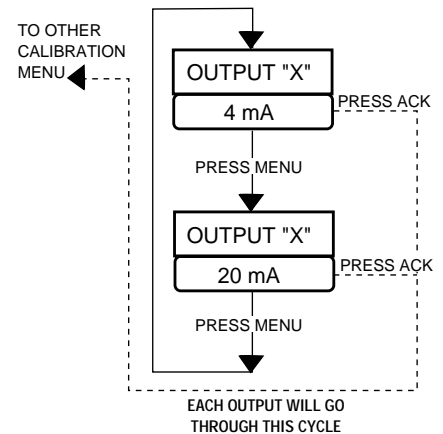 TO OTHER
CALIBRATION
MENU
OUTPUT "X"
4 mA
PRESS ACK
PRESS MENU
OUTPUT "X"
20 mA
PRESS ACK
PRESS MENU
EACH OUTPUT WILL GO
THROUGH THIS CYCLE